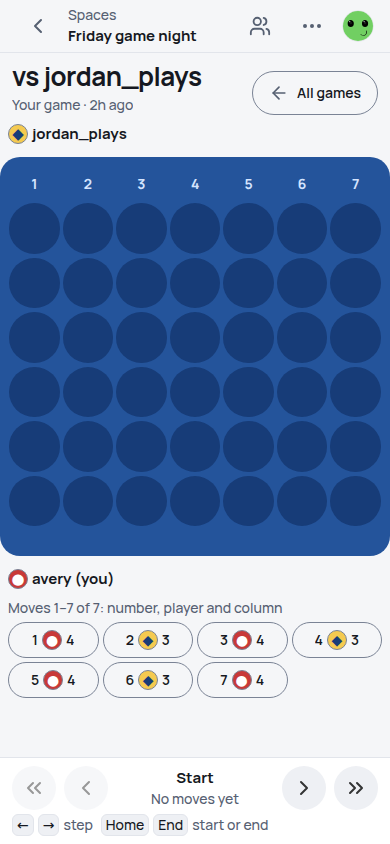 Spaces
Friday game night
vs jordan_plays
Your game · 2h ago
All games
jordan_plays
1 2 3 4 5 6 7
avery (you)
Moves 1–7 of 7: number, player and column
1 4 2 3 3 4 4 3
5 4 6 3 7 4
Start
No moves yet
← → step Home End start or end